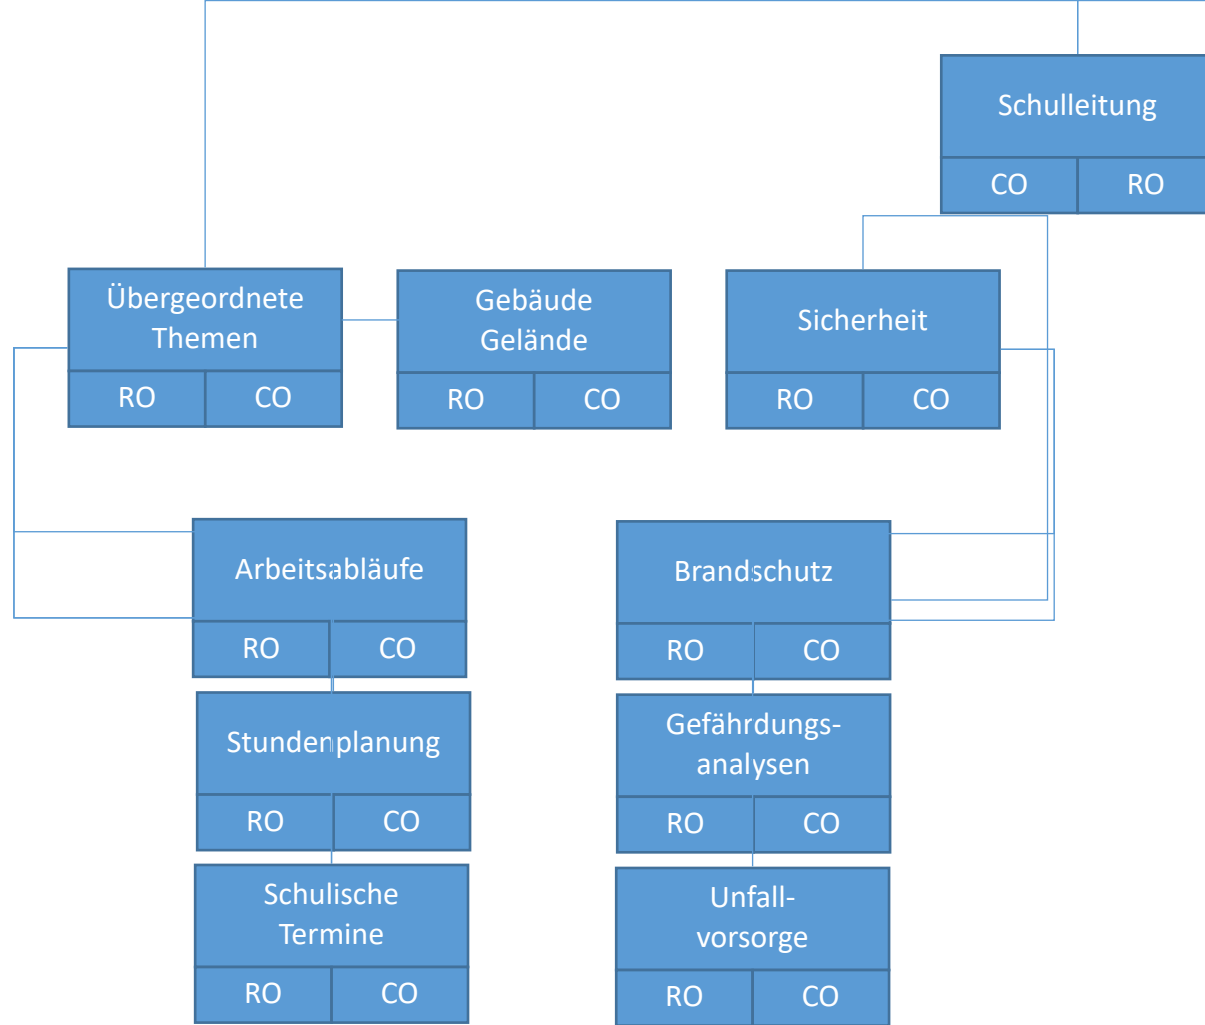 Schulleitung
CO RO
Übergeordnete
Themen
RO CO
Gebäude
Gelände
RO CO
Sicherheit
RO CO
Arbeitsabläufe
RO CO
Brandschutz
RO CO
Stundenplanung
RO CO
Gefährdungs-
analysen
RO CO
Schulische
Termine
RO CO
Unfall-
vorsorge
RO CO